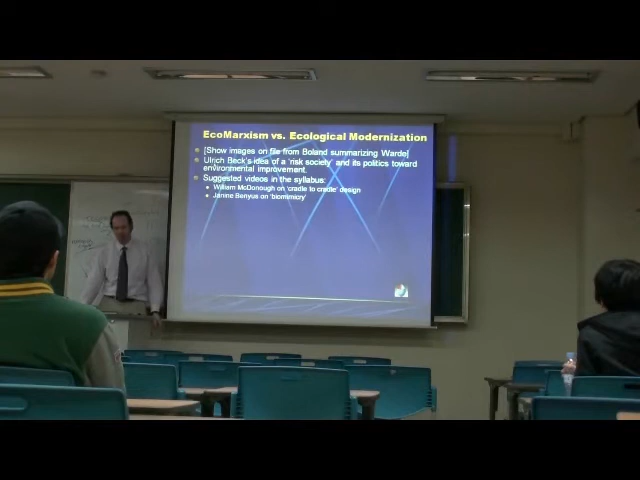 EcoMarxism vs. Ecological Modernization
[Show images on file from Boland summarizing Warde]
Ulrich Beck's idea of a 'risk society' and its politics toward
environmental improvement.
Suggested videos in the syllabus:
William McDonough on 'cradle to cradle' design
Janine Benyus on 'biomimicry'